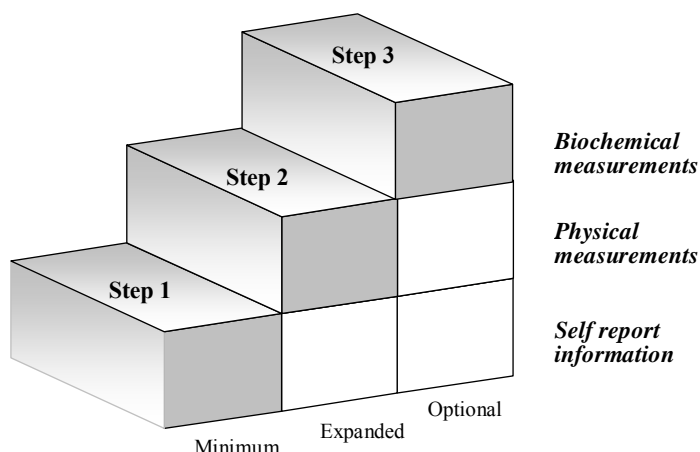 Step 3
Biochemical
measurements
Step 2
Physical
measurements
Step 1
Self report
information
Optional
Expanded
Minimum